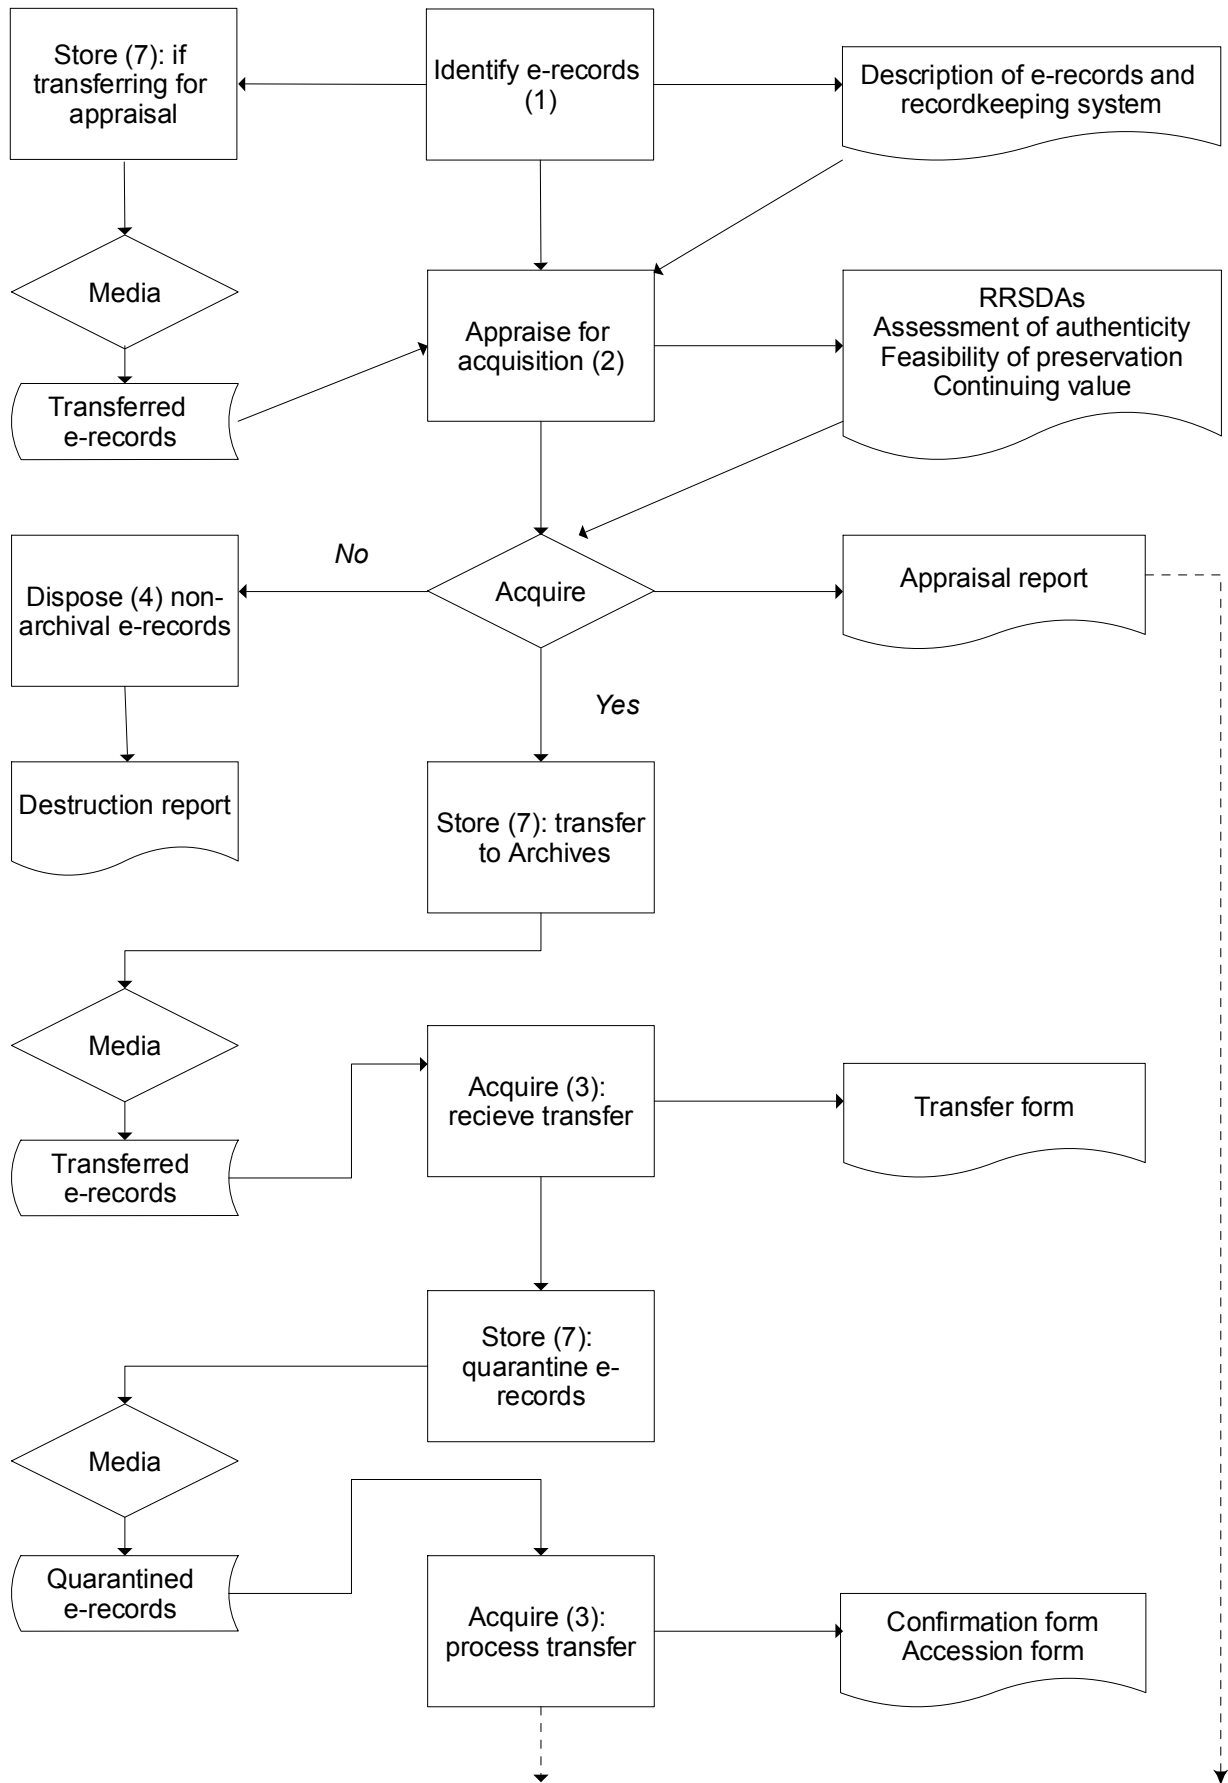 Store (7): if
transferring for
appraisal
Identify e-records
(1)
Description of e-records and
recordkeeping system
Media
Transferred
e-records
Appraise for
acquisition (2)
RRSDAs
Assessment of authenticity
Feasibility of preservation
Continuing value
No
Dispose (4) non-
archival e-records
Acquire
Appraisal report
Yes
Destruction report
Store (7): transfer
to Archives
Media
Transferred
e-records
Acquire (3):
recieve transfer
Transfer form
Store (7):
quarantine e-
records
Media
Quarantined
e-records
Acquire (3):
process transfer
Confirmation form
Accession form